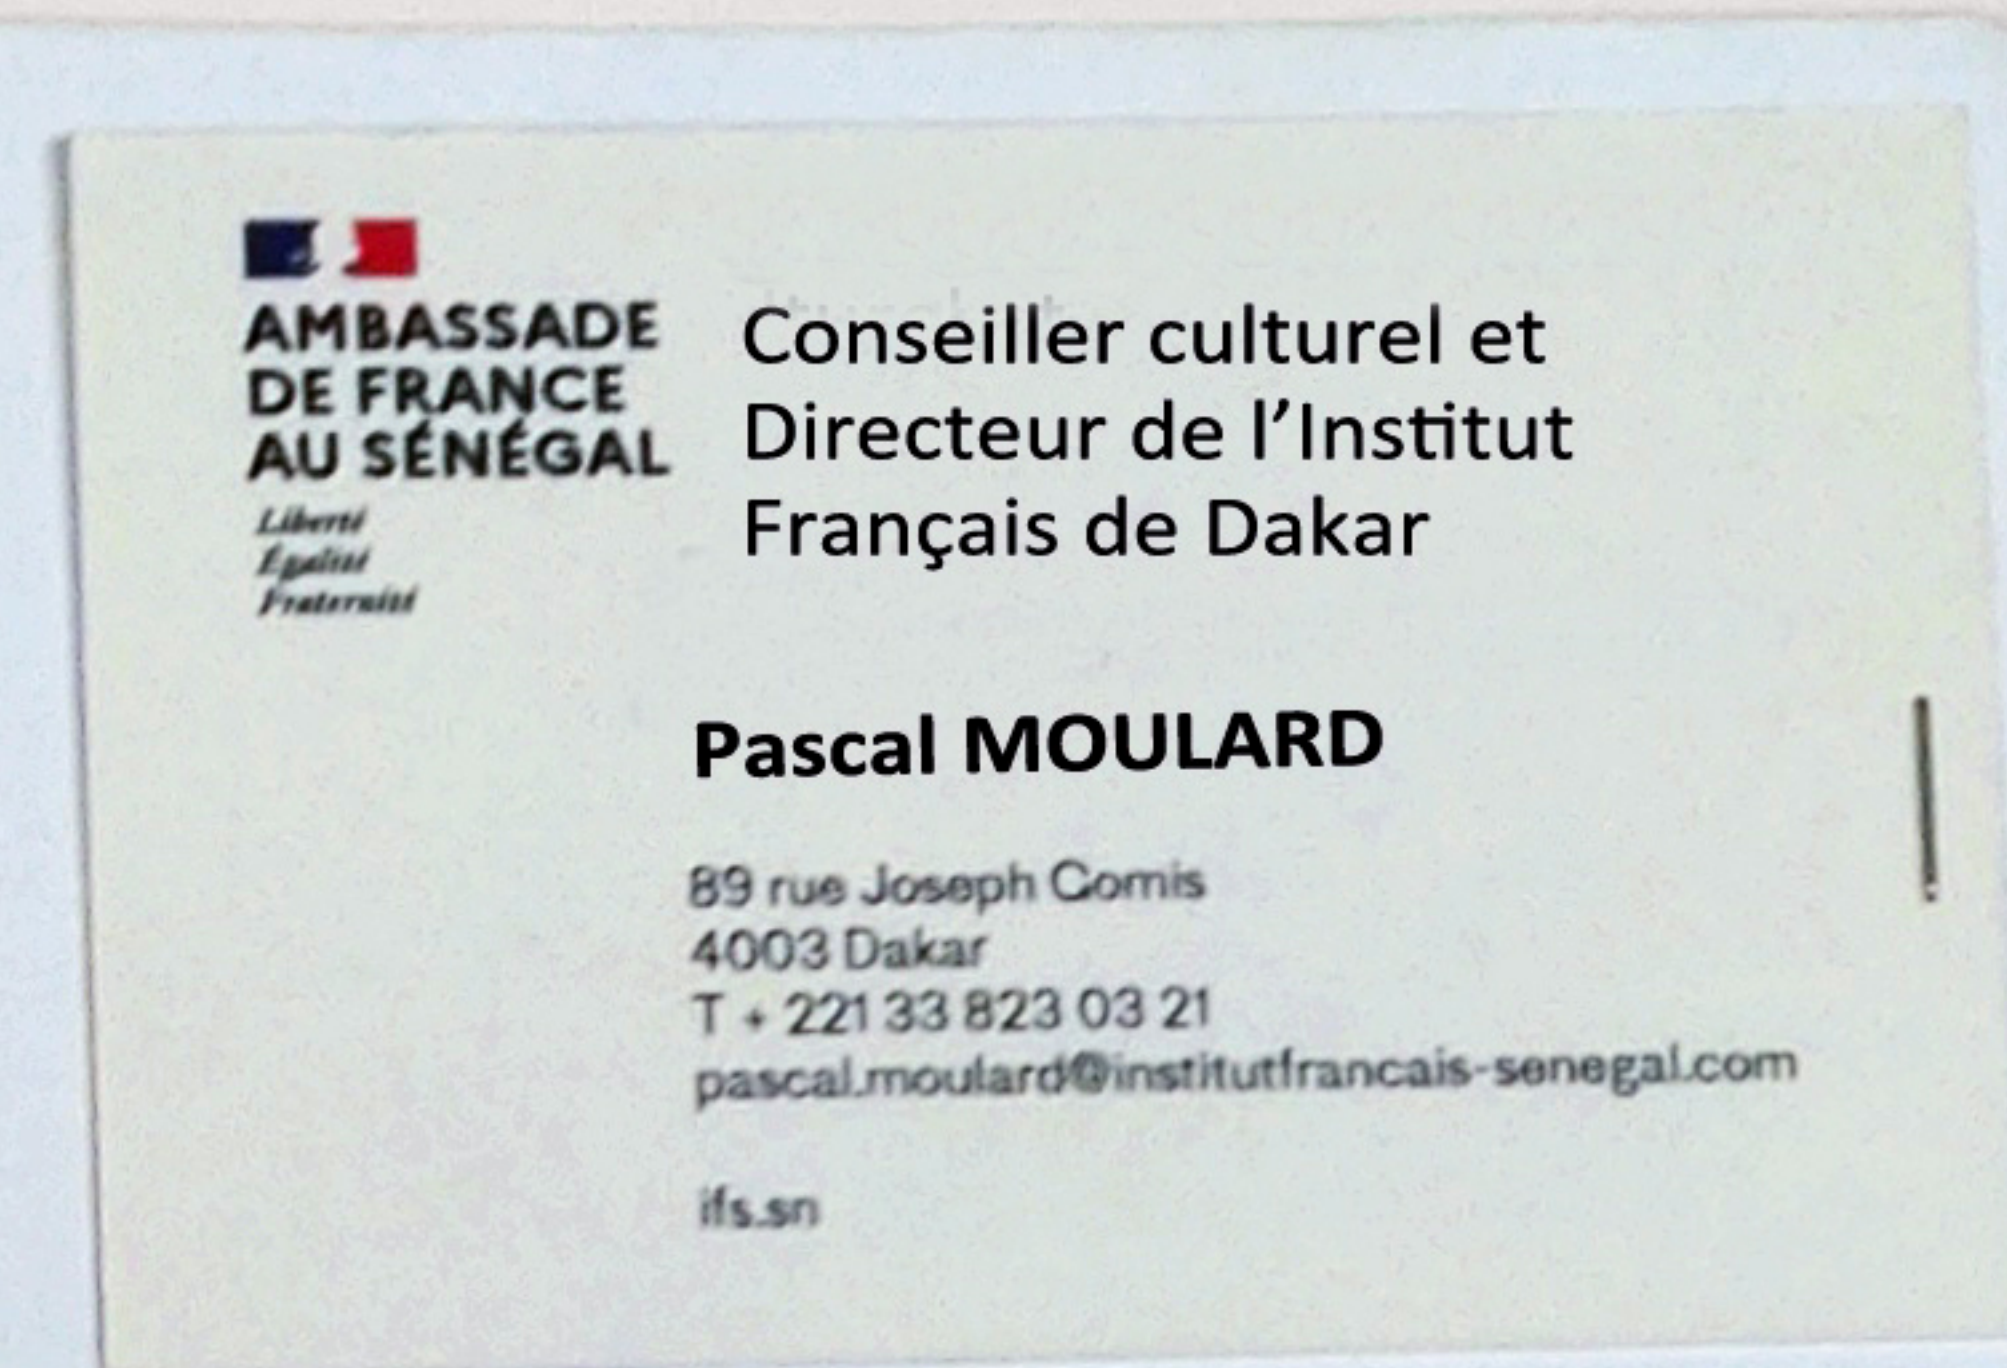 AMBASSADE
DE FRANCE
AU SÉNÉGAL
Liberté
Égalité
Fraternité
Conseiller culturel et
Directeur de l’Institut
Français de Dakar
Pascal MOULARD
89 rue Joseph Gomis
4003 Dakar
T + 221 33 823 03 21
pascal.moulard@institutfrancais-senegal.com
ifs.sn